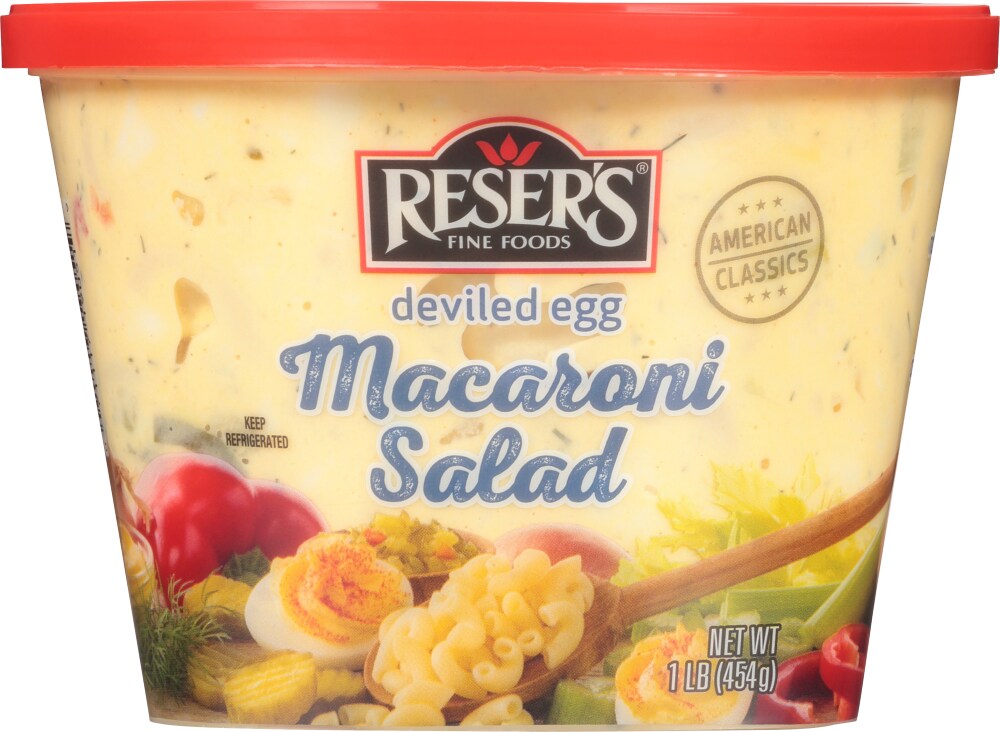 RESER'S®
FINE FOODS
AMERICAN
CLASSICS
deviled egg
Macaroni
Salad
KEEP
REFRIGERATED
NET WT
1 LB (454g)